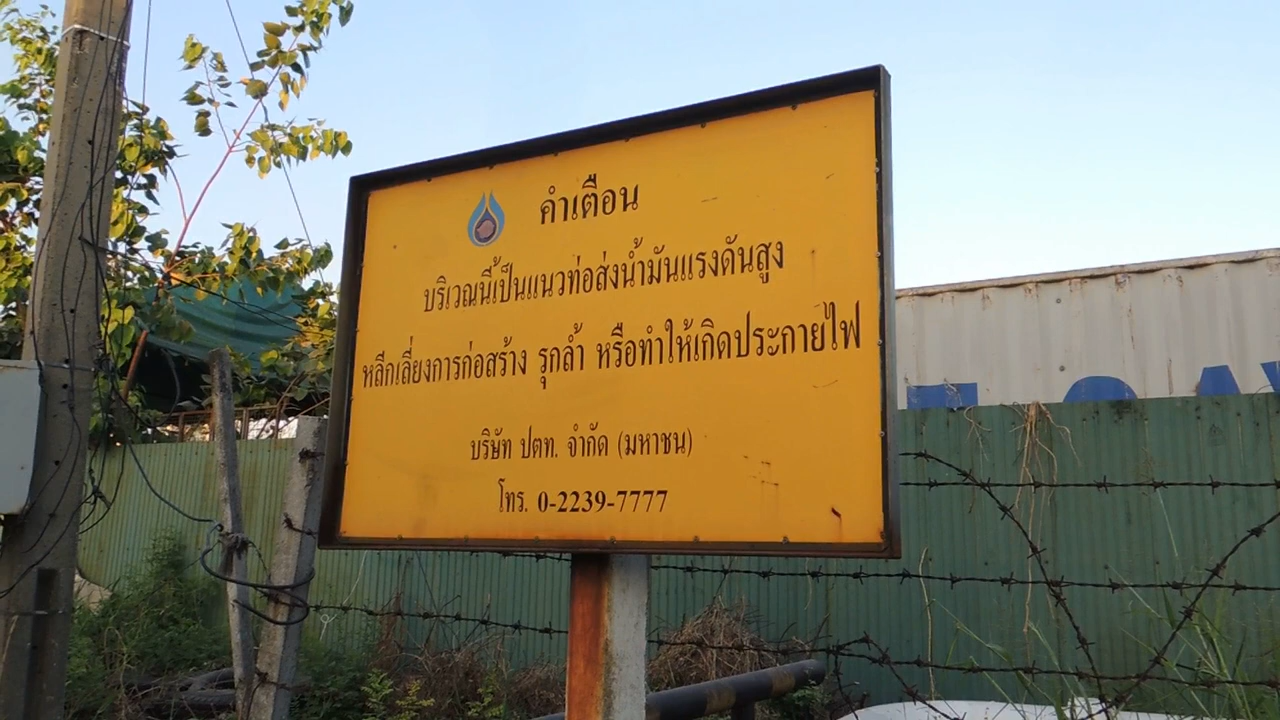 คำเตือน
บริเวณนี้เป็นแนวท่อส่งน้ำมันแรงดันสูง
หลีกเลี่ยงการก่อสร้าง รุกล้ำ หรือทำให้เกิดประกายไฟ
บริษัท ปตท. จำกัด (มหาชน)
โทร. 0-2239-7777